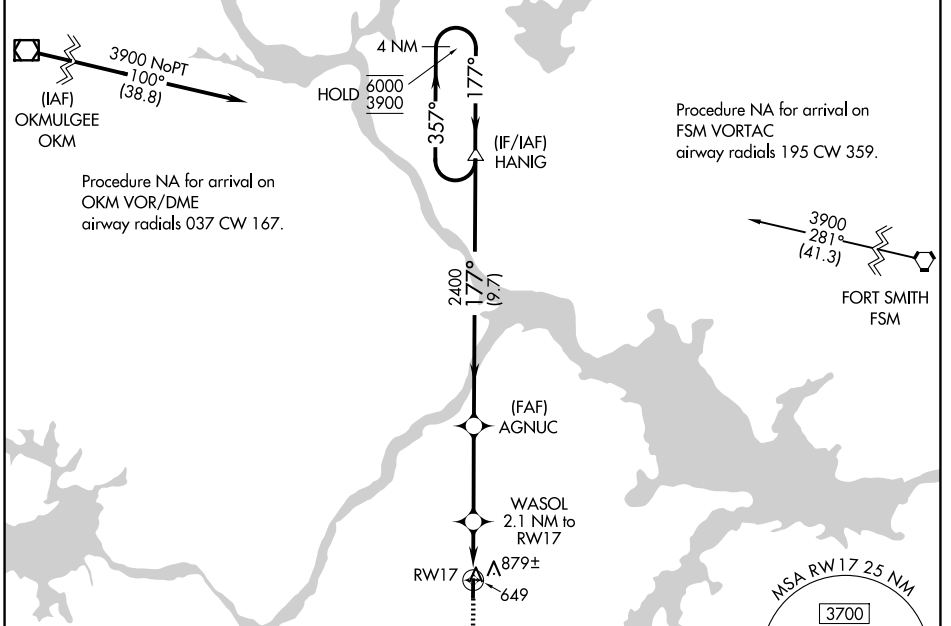 3900 NoPT
100°
(38.8)
(IAF)
OKMULGEE
OKM
4 NM
HOLD
6000
3900
357°
177°
(IF/IAF)
HANIG
Procedure NA for arrival on
FSM VORTAC
airway radials 195 CW 359.
Procedure NA for arrival on
OKM VOR/DME
airway radials 037 CW 167.
3900
281°
(41.3)
FORT SMITH
FSM
2400
177°
(9.7)
(FAF)
AGNUC
WASOL
2.1 NM to
RW17
RW17
879±
649
MSA RW17 25 NM
3700